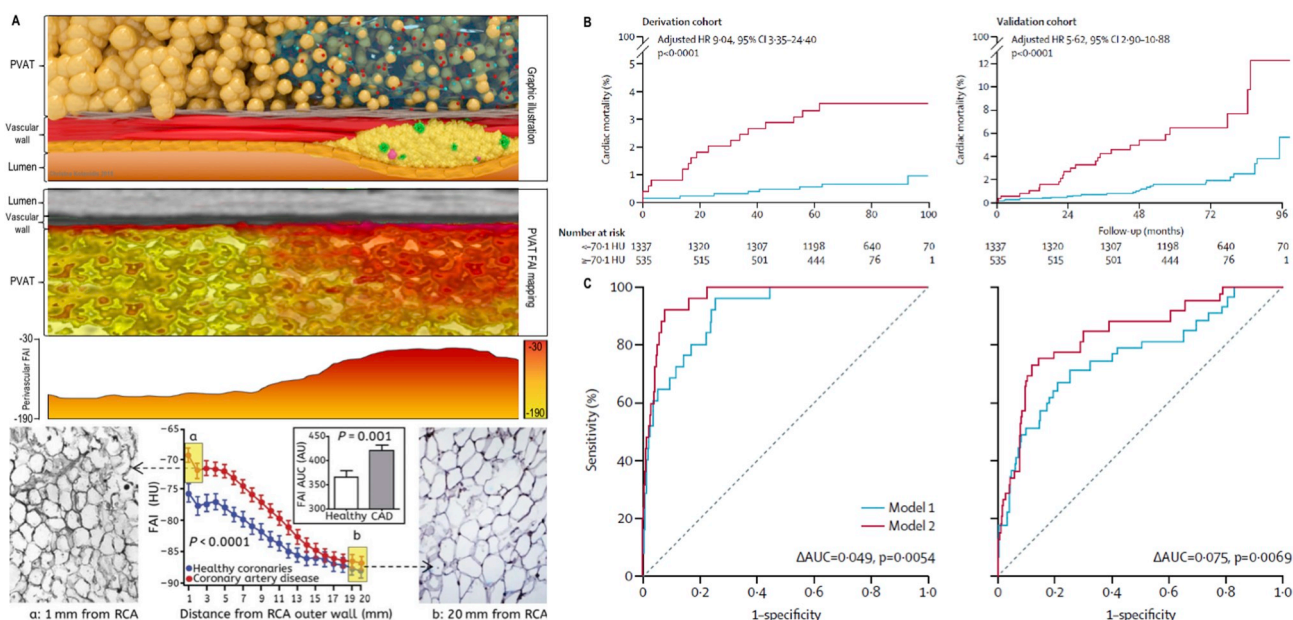 A
PVAT
Vascular
wall
Lumen
Graphic illustration
Lumen
Vascular
wall
PVAT
PVAT FAI mapping
-30
Perivascular FAI
-190
-30
-190
a
b
FAI (HU)
−65
−70
−75
−80
−85
−90
P < 0.0001
Healthy coronaries
Coronary artery disease
1 3 5 7 9 11 13 15 17 20
Distance from RCA outer wall (mm)
FAI AUC (AU)
450
400
350
300
P = 0.001
Healthy CAD
a: 1 mm from RCA
b: 20 mm from RCA
B
Derivation cohort
Adjusted HR 9·04, 95% CI 3·35–24·40
p<0·0001
Cardiac mortality (%)
100
5
4
3
2
1
0
0 20 40 60 80 100
Validation cohort
Adjusted HR 5·62, 95% CI 2·90–10·88
p<0·0001
Cardiac mortality (%)
100
12
10
8
6
4
2
0
24 48 72 96
Follow-up (months)
Number at risk
<–70·1 HU 1337 1320 1307 1198 640 70
–70·1 HU 535 515 501 444 76 1
1337 1320 1307 1198 640 70
535 515 501 444 76 1
C
Sensitivity (%)
100
80
60
40
20
0
0 0·2 0·4 0·6 0·8 1·0
1–specificity
Model 1
Model 2
ΔAUC=0·049, p=0·0054
0 0·2 0·4 0·6 0·8 1·0
1–specificity
ΔAUC=0·075, p=0·0069